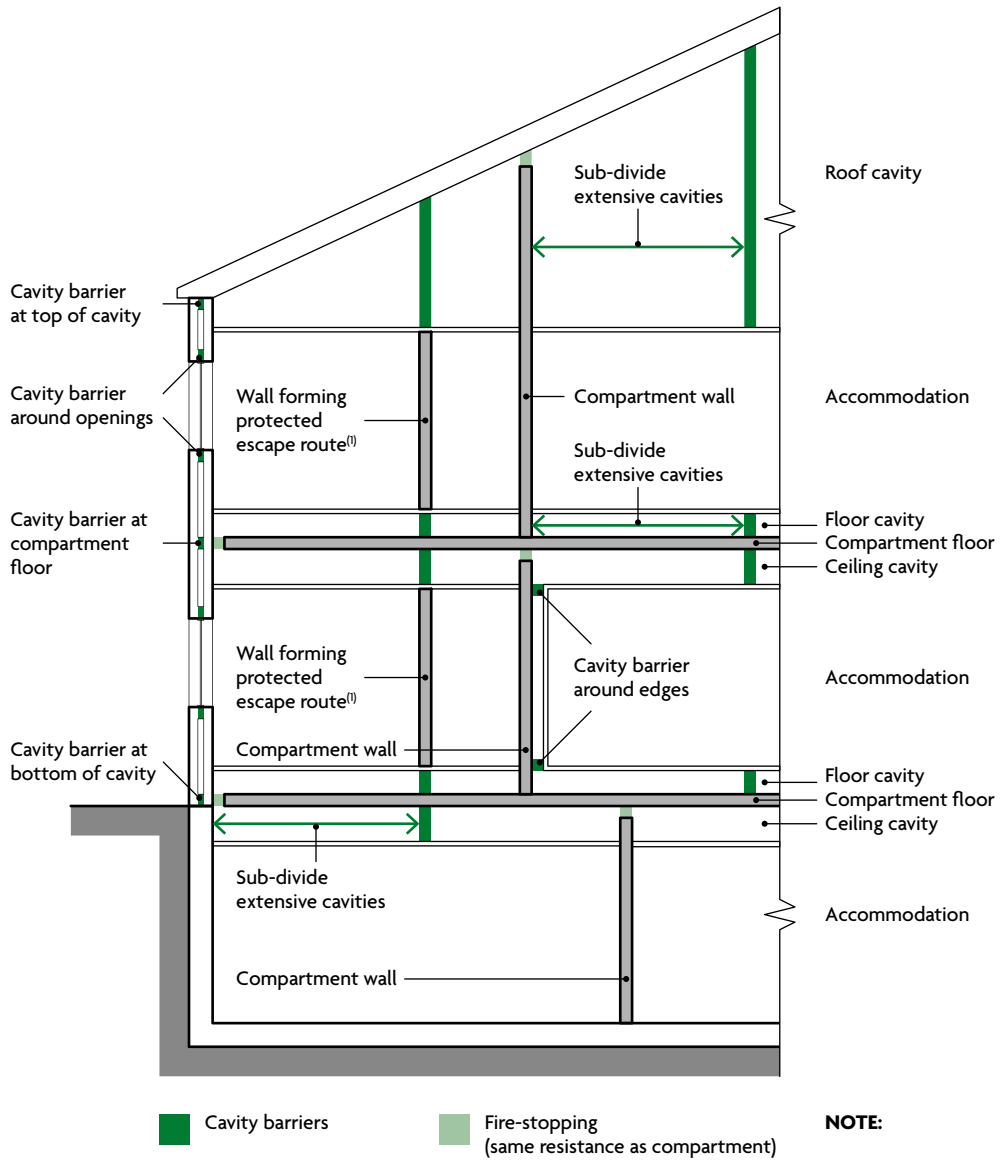 Roof cavity
Sub-divide
extensive cavities
Cavity barrier
at top of cavity
Cavity barrier
around openings
Wall forming
protected
escape route(1)
Compartment wall
Accommodation
Sub-divide
extensive cavities
Cavity barrier at
compartment
floor
Floor cavity
Compartment floor
Ceiling cavity
Wall forming
protected
escape route(1)
Cavity barrier
around edges
Accommodation
Compartment wall
Cavity barrier at
bottom of cavity
Floor cavity
Compartment floor
Ceiling cavity
Sub-divide
extensive cavities
Accommodation
Compartment wall
Cavity barriers
Fire-stopping
(same resistance as compartment)
NOTE: